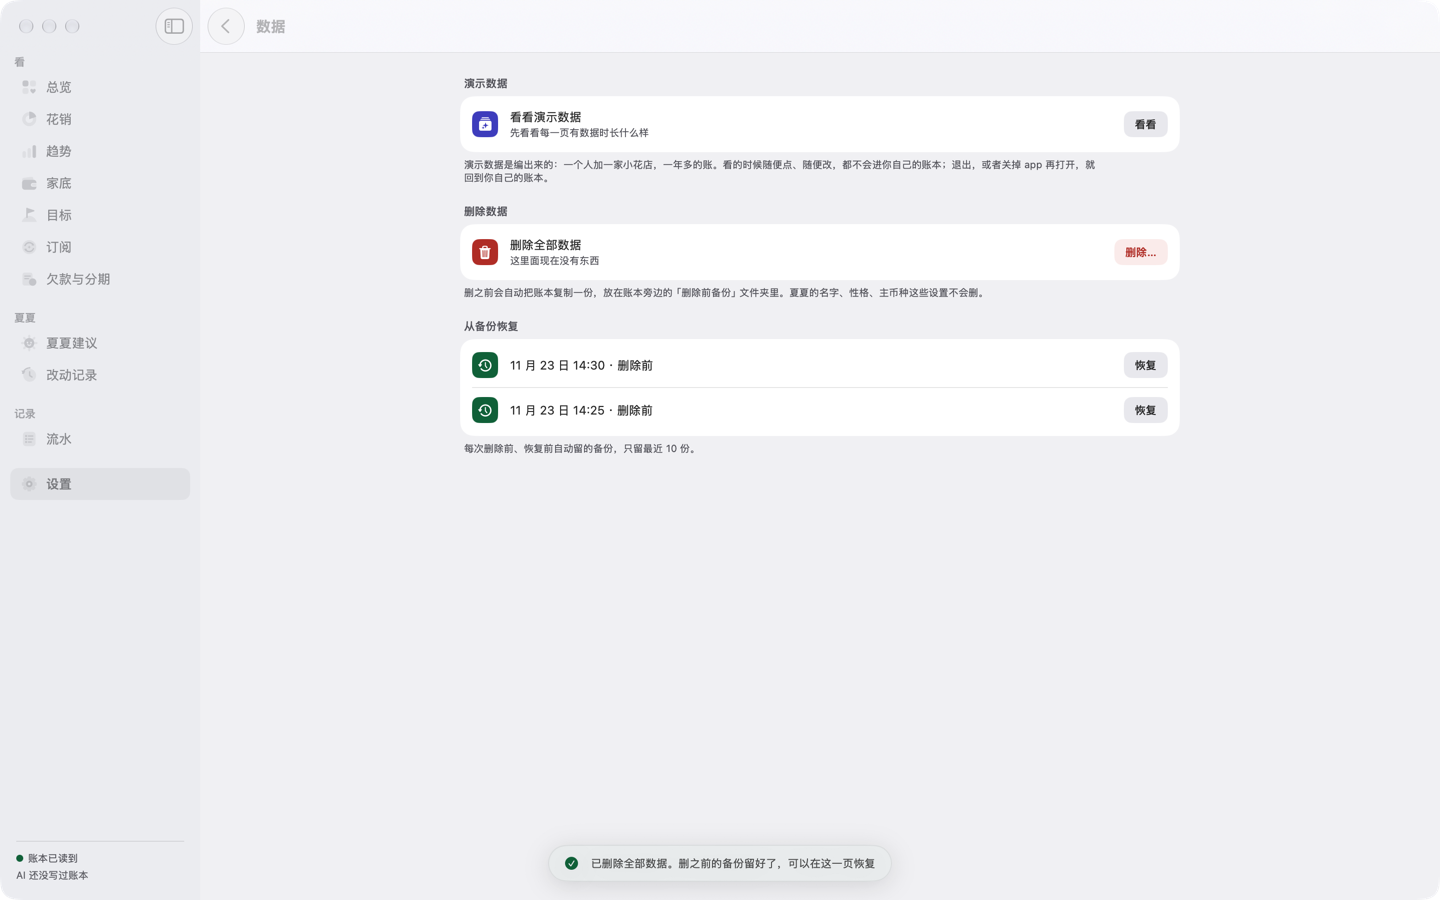 数据
看
总览
花销
趋势
家底
目标
订阅
欠款与分期
夏夏
夏夏建议
改动记录
记录
流水
设置
账本已读到
AI 还没写过账本
演示数据
看看演示数据
先看看每一页有数据时长什么样
看看
演示数据是编出来的：一个人加一家小花店，一年多的账。看的时候随便点、随便改，都不会进你自己的账本；退出，或者关掉 app 再打开，就
回到你自己的账本。
删除数据
删除全部数据
这里面现在没有东西
删除...
删之前会自动把账本复制一份，放在账本旁边的「删除前备份」文件夹里。夏夏的名字、性格、主币种这些设置不会删。
从备份恢复
11 月 23 日 14:30 · 删除前
恢复
11 月 23 日 14:25 · 删除前
恢复
每次删除前、恢复前自动留的备份，只留最近 10 份。
已删除全部数据。删之前的备份留好了，可以在这一页恢复